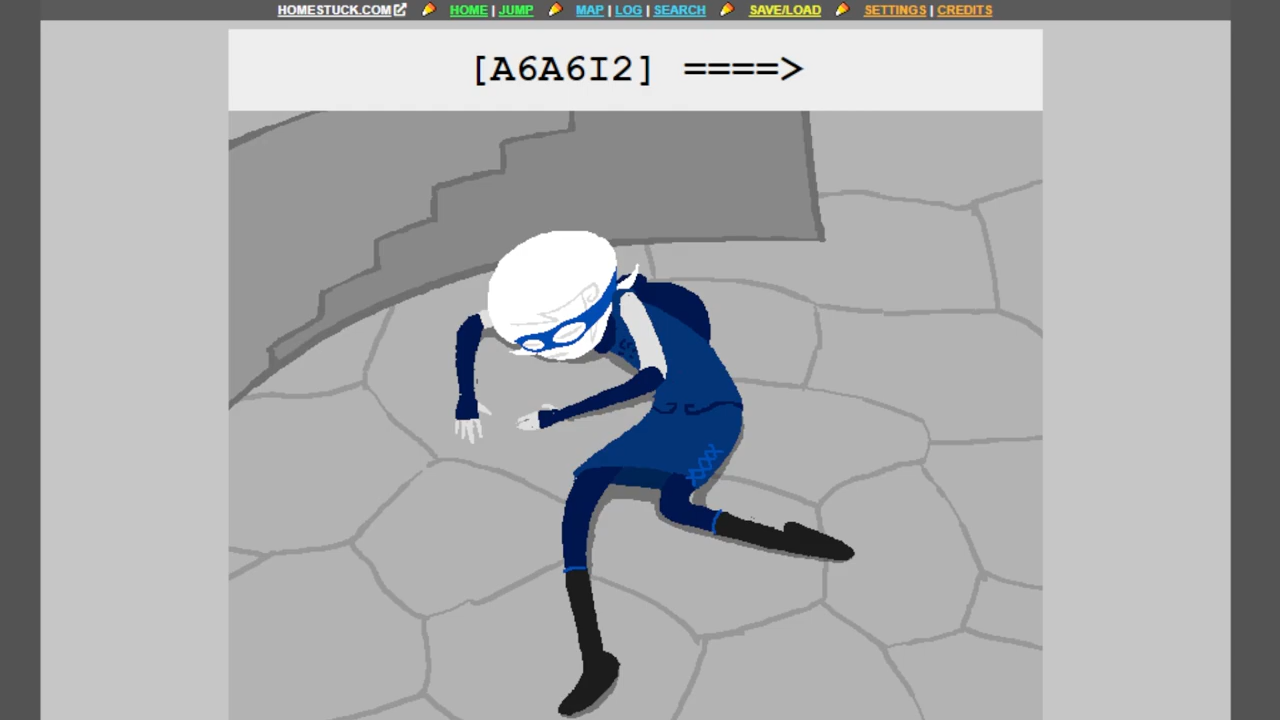 HOMESTUCK.COM HOME | JUMP MAP | LOG | SEARCH SAVE/LOAD SETTINGS | CREDITS
[A6A6I2] ====>